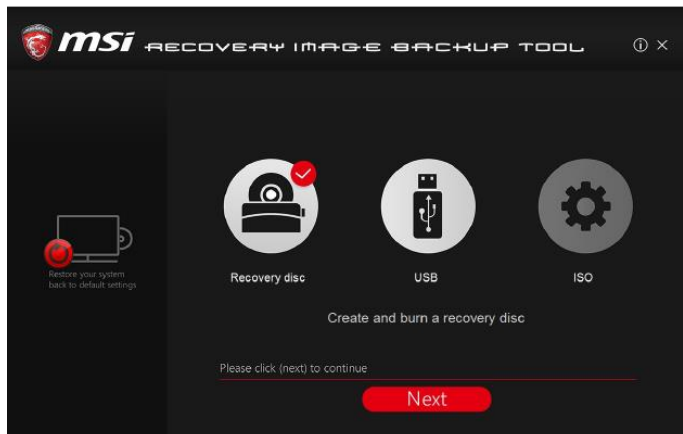 msi RECOVERY IMAGE BACKUP TOOL
Restore your system
back to default settings
Recovery disc
USB
ISO
Create and burn a recovery disc
Please click (next) to continue
Next